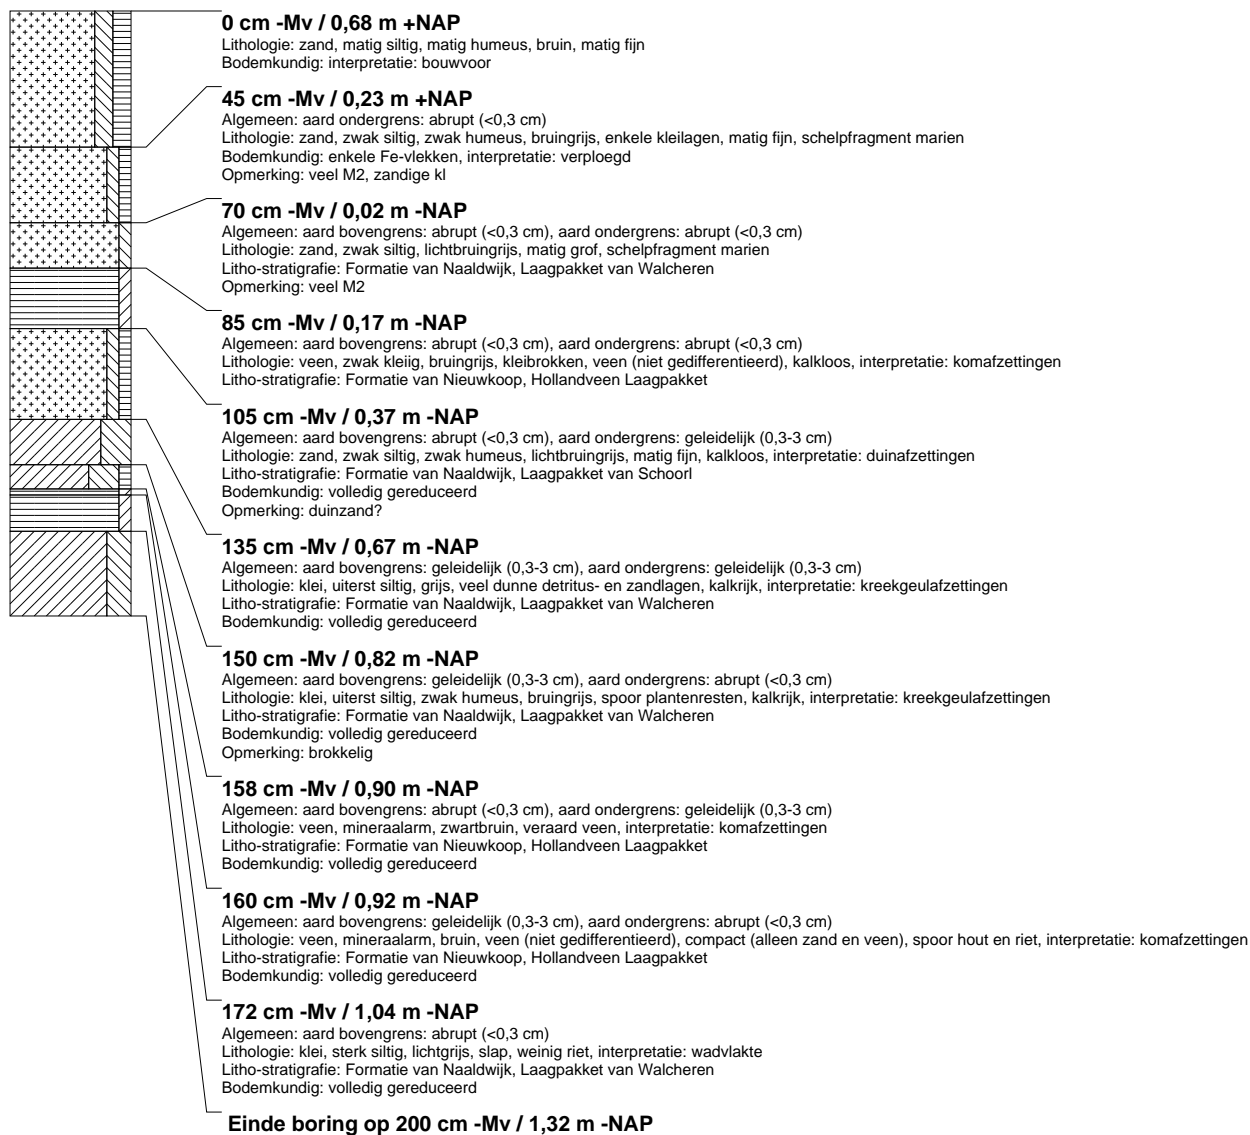 0 cm -Mv / 0,68 m +NAP
Lithologie: zand, matig siltig, matig humeus, bruin, matig fijn
Bodemkundig: interpretatie: bouwvoor
45 cm -Mv / 0,23 m +NAP
Algemeen: aard ondergrens: abrupt (<0,3 cm)
Lithologie: zand, zwak siltig, zwak humeus, bruingrijs, enkele kleilagen, matig fijn, schelpfragment marien
Bodemkundig: enkele Fe-vlekken, interpretatie: verploegd
Opmerking: veel M2, zandige kl
70 cm -Mv / 0,02 m -NAP
Algemeen: aard bovengrens: abrupt (<0,3 cm), aard ondergrens: abrupt (<0,3 cm)
Lithologie: zand, zwak siltig, lichtbruingrijs, matig grof, schelpfragment marien
Litho-stratigrafie: Formatie van Naaldwijk, Laagpakket van Walcheren
Opmerking: veel M2
85 cm -Mv / 0,17 m -NAP
Algemeen: aard bovengrens: abrupt (<0,3 cm), aard ondergrens: abrupt (<0,3 cm)
Lithologie: veen, zwak kleiig, bruingrijs, kleibrokken, veen (niet gedifferentieerd), kalkloos, interpretatie: komafzettingen
Litho-stratigrafie: Formatie van Nieuwkoop, Hollandveen Laagpakket
105 cm -Mv / 0,37 m -NAP
Algemeen: aard bovengrens: abrupt (<0,3 cm), aard ondergrens: geleidelijk (0,3-3 cm)
Lithologie: zand, zwak siltig, zwak humeus, lichtbruingrijs, matig fijn, kalkloos, interpretatie: duinafzettingen
Litho-stratigrafie: Formatie van Naaldwijk, Laagpakket van Schoorl
Bodemkundig: volledig gereduceerd
Opmerking: duinzand?
135 cm -Mv / 0,67 m -NAP
Algemeen: aard bovengrens: geleidelijk (0,3-3 cm), aard ondergrens: geleidelijk (0,3-3 cm)
Lithologie: klei, uiterst siltig, grijs, veel dunne detritus- en zandlagen, kalkrijk, interpretatie: kreekgeulafzettingen
Litho-stratigrafie: Formatie van Naaldwijk, Laagpakket van Walcheren
Bodemkundig: volledig gereduceerd
150 cm -Mv / 0,82 m -NAP
Algemeen: aard bovengrens: geleidelijk (0,3-3 cm), aard ondergrens: abrupt (<0,3 cm)
Lithologie: klei, uiterst siltig, zwak humeus, bruingrijs, spoor plantenresten, kalkrijk, interpretatie: kreekgeulafzettingen
Litho-stratigrafie: Formatie van Naaldwijk, Laagpakket van Walcheren
Bodemkundig: volledig gereduceerd
Opmerking: brokkelig
158 cm -Mv / 0,90 m -NAP
Algemeen: aard bovengrens: abrupt (<0,3 cm), aard ondergrens: geleidelijk (0,3-3 cm)
Lithologie: veen, mineraalarm, zwartbruin, veraard veen, interpretatie: komafzettingen
Litho-stratigrafie: Formatie van Nieuwkoop, Hollandveen Laagpakket
Bodemkundig: volledig gereduceerd
160 cm -Mv / 0,92 m -NAP
Algemeen: aard bovengrens: geleidelijk (0,3-3 cm), aard ondergrens: abrupt (<0,3 cm)
Lithologie: veen, mineraalarm, bruin, veen (niet gedifferentieerd), compact (alleen zand en veen), spoor hout en riet, interpretatie: komafzettingen
Litho-stratigrafie: Formatie van Nieuwkoop, Hollandveen Laagpakket
Bodemkundig: volledig gereduceerd
172 cm -Mv / 1,04 m -NAP
Algemeen: aard bovengrens: abrupt (<0,3 cm)
Lithologie: klei, sterk siltig, lichtgrijs, slap, weinig riet, interpretatie: wadvlakte
Litho-stratigrafie: Formatie van Naaldwijk, Laagpakket van Walcheren
Bodemkundig: volledig gereduceerd
Einde boring op 200 cm -Mv / 1,32 m -NAP